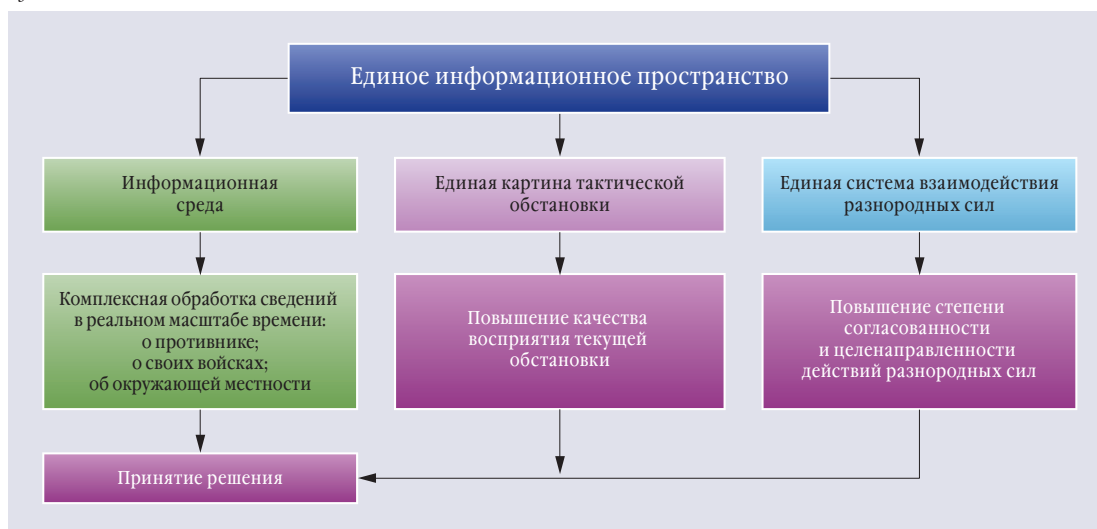 Единое информационное пространство
Информационная
среда
Единая картина тактической
обстановки
Единая система взаимодействия
разнородных сил
Комплексная обработка сведений
в реальном масштабе времени:
о противнике;
о своих войсках;
об окружающей местности
Повышение качества
восприятия текущей
обстановки
Повышение степени
согласованности
и целенаправленности
действий разнородных сил
Принятие решения